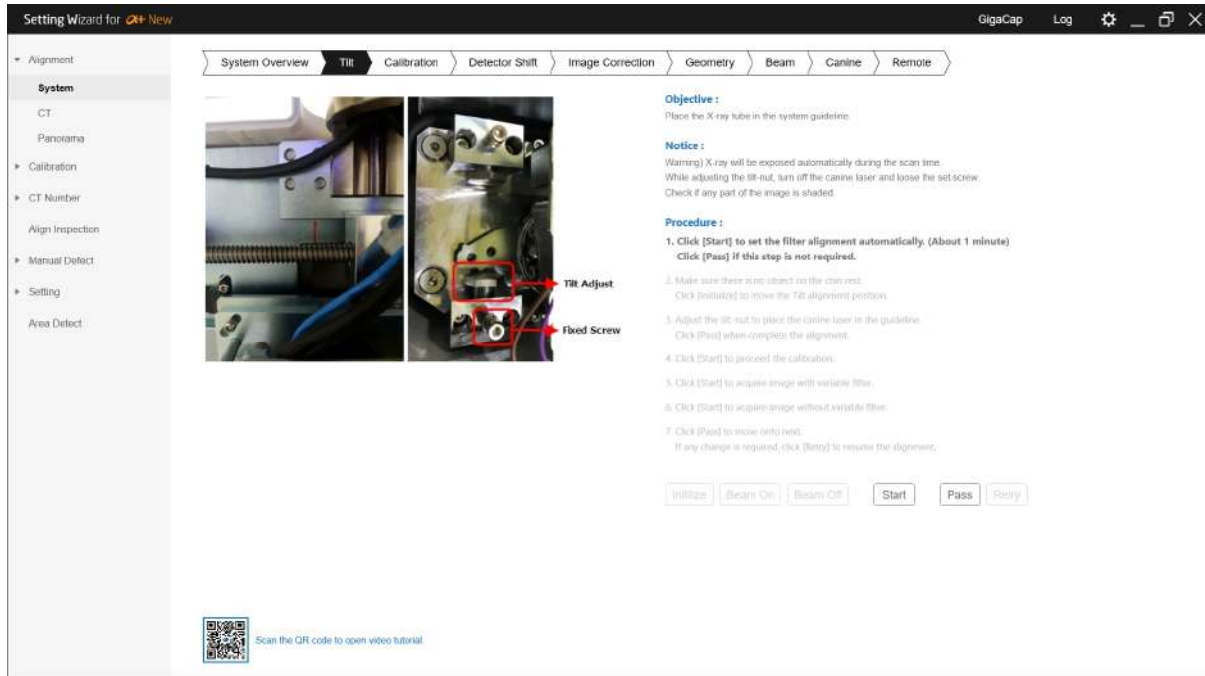 Setting Wizard for α+ New
GigaCap
Log
Alignment
System
CT
Panorama
Calibration
CT Number
Align Inspection
Manual Defect
Setting
Area Defect
System Overview
Tilt
Calibration
Detector Shift
Image Correction
Geometry
Beam
Canine
Remote
Tilt Adjust
Fixed Screw
Objective :
Place the X-ray tube in the system guideline.
Notice :
Warning) X-ray will be exposed automatically during the scan time.
While adjusting the tilt-nut, turn off the canine laser and loose the set screw.
Check if any part of the image is shaded.
Procedure :
1. Click [Start] to set the filter alignment automatically. (About 1 minute)
Click [Pass] if this step is not required.
2. Make sure there is no object on the chin rest.
Click [Initialize] to move the Tilt alignment position.
3. Adjust the tilt-nut to place the canine laser in the guideline.
Click [Pass] when complete the alignment.
4. Click [Start] to proceed the calibration.
5. Click [Start] to acquire image with variable filter.
6. Click [Start] to acquire image without variable filter.
7. Click [Pass] to move onto next.
If any change is required, click [Retry] to resume the alignment.
Initilize
Beam On
Beam Off
Start
Pass
Retry
Scan the QR code to open video tutorial.